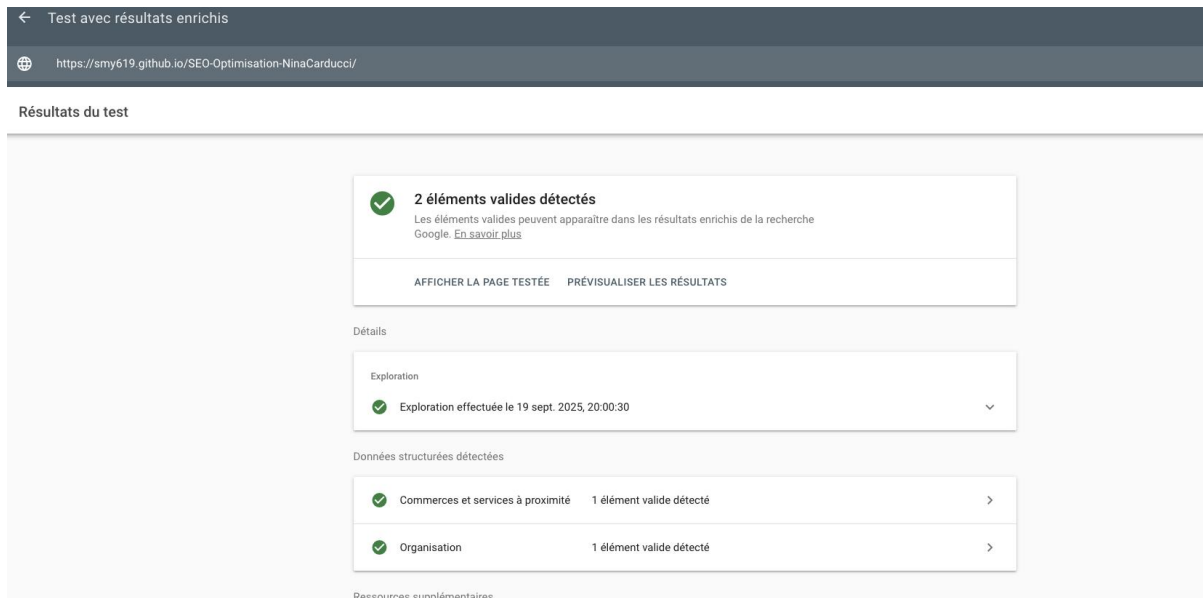 Test avec résultats enrichis
https://smy619.github.io/SEO-Optimisation-NinaCarducci/
Résultats du test
2 éléments valides détectés
Les éléments valides peuvent apparaître dans les résultats enrichis de la recherche
Google. En savoir plus
AFFICHER LA PAGE TESTÉE PRÉVISUALISER LES RÉSULTATS
Détails
Exploration
Exploration effectuée le 19 sept. 2025, 20:00:30
Données structurées détectées
Commerces et services à proximité 1 élément valide détecté
Organisation 1 élément valide détecté
Ressources supplémentaires